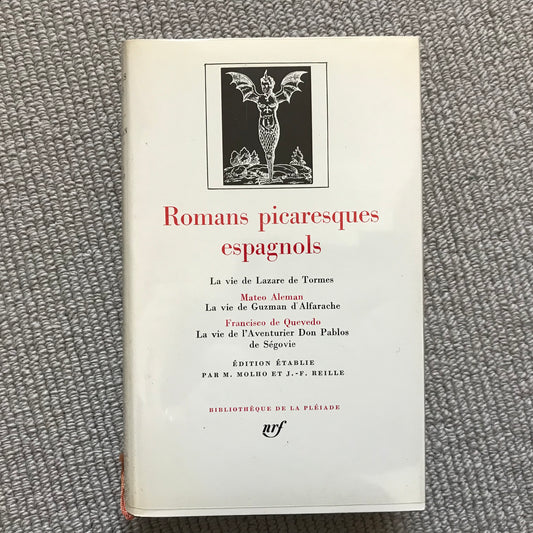 Romans picaresques
espagnols
La vie de Lazare de Tormes
Mateo Aleman
La vie de Guzman d'Alfarache
Francisco de Quevedo
La vie de l'Aventurier Don Pablos
de Ségovie
ÉDITION ÉTABLIE
PAR M. MOLHO ET J.-F. REILLE
BIBLIOTHÈQUE DE LA PLÉIADE
nrf